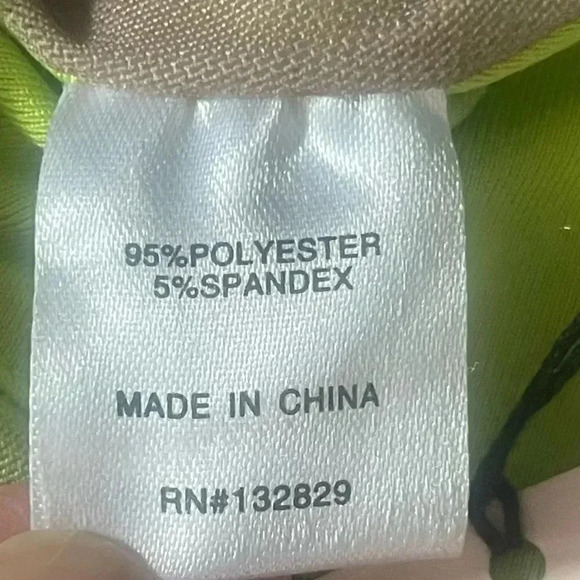 95%POLYESTER
5%SPANDEX
MADE IN CHINA
RN#132829